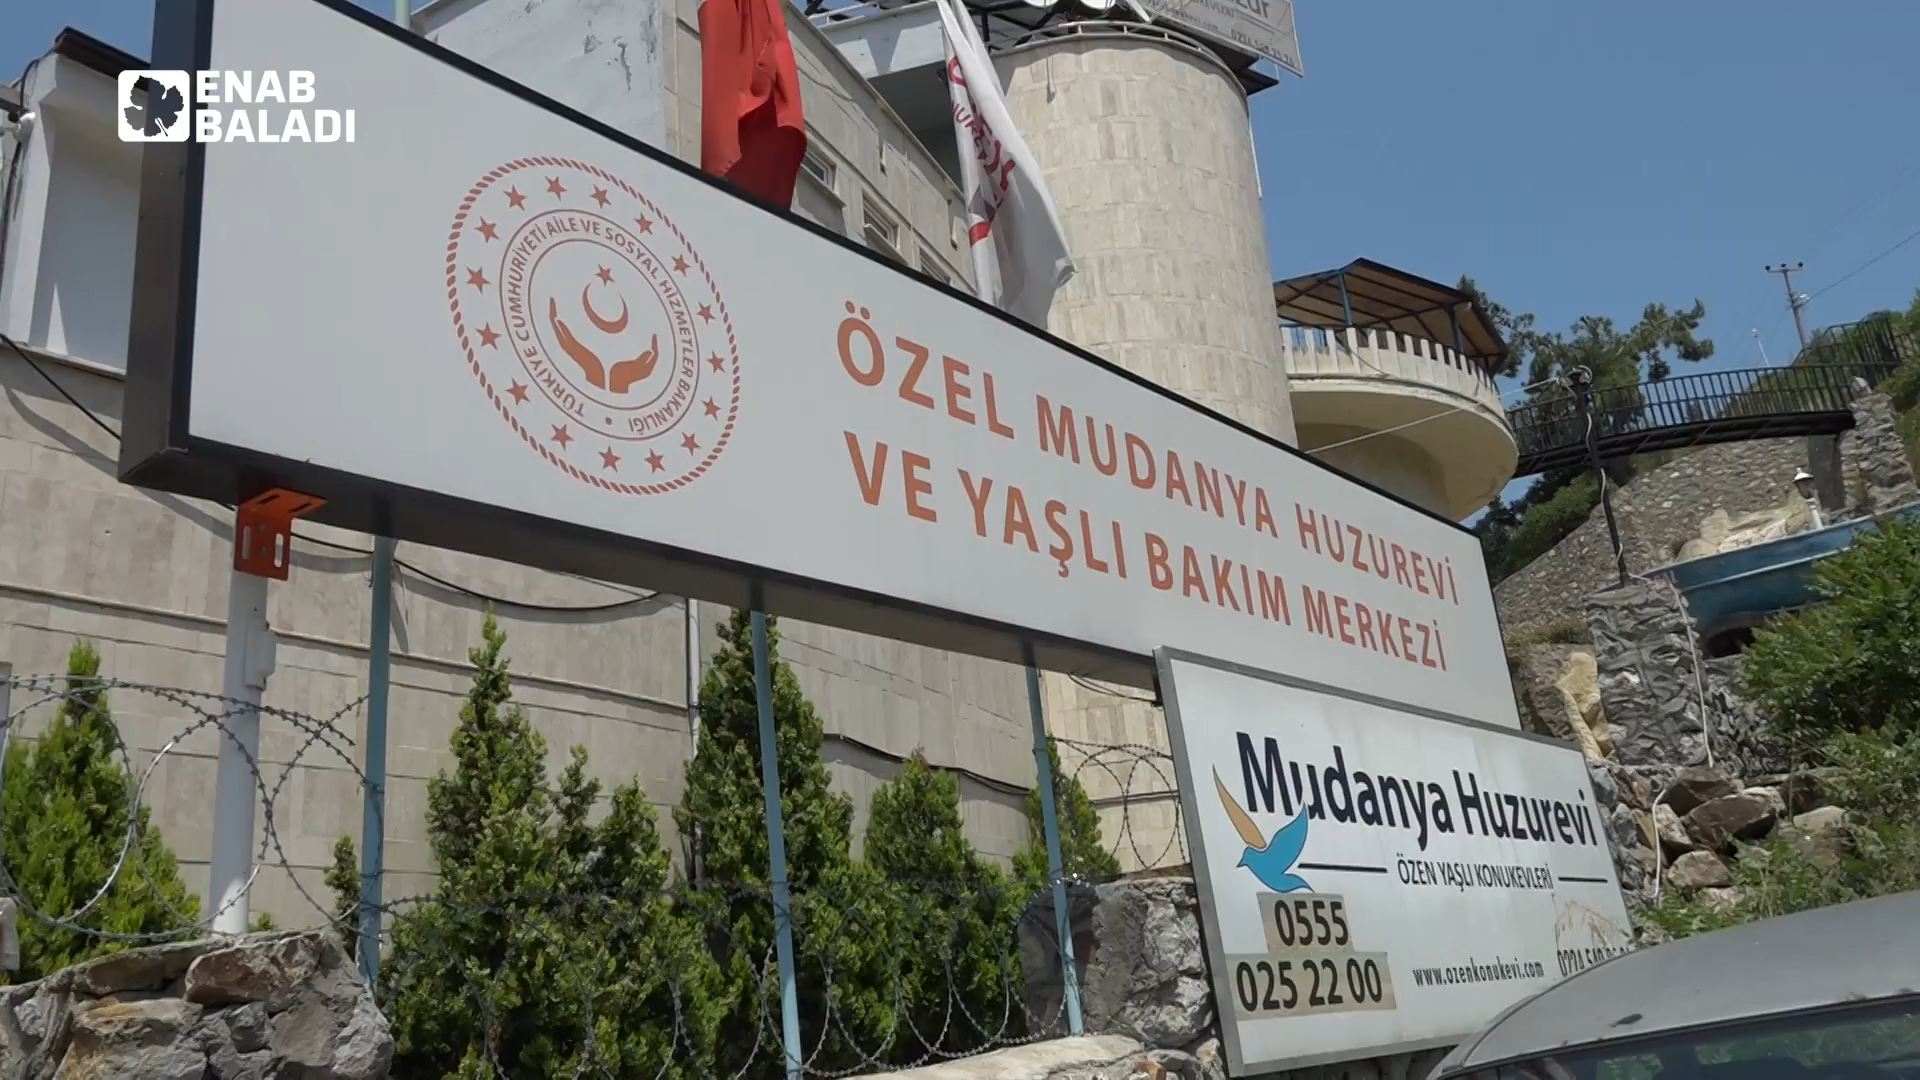 ENAB
BALADI
TÜRKİYE CUMHURİYETİ AİLE VE SOSYAL HİZMETLER BAKANLIĞI
ÖZEL MUDANYA HUZUREVİ
VE YAŞLI BAKIM MERKEZİ
Mudanya Huzurevi
ÖZEN YAŞLI KONUKEVLERİ
0555
025 22 00
www.ozenkonukevi.com